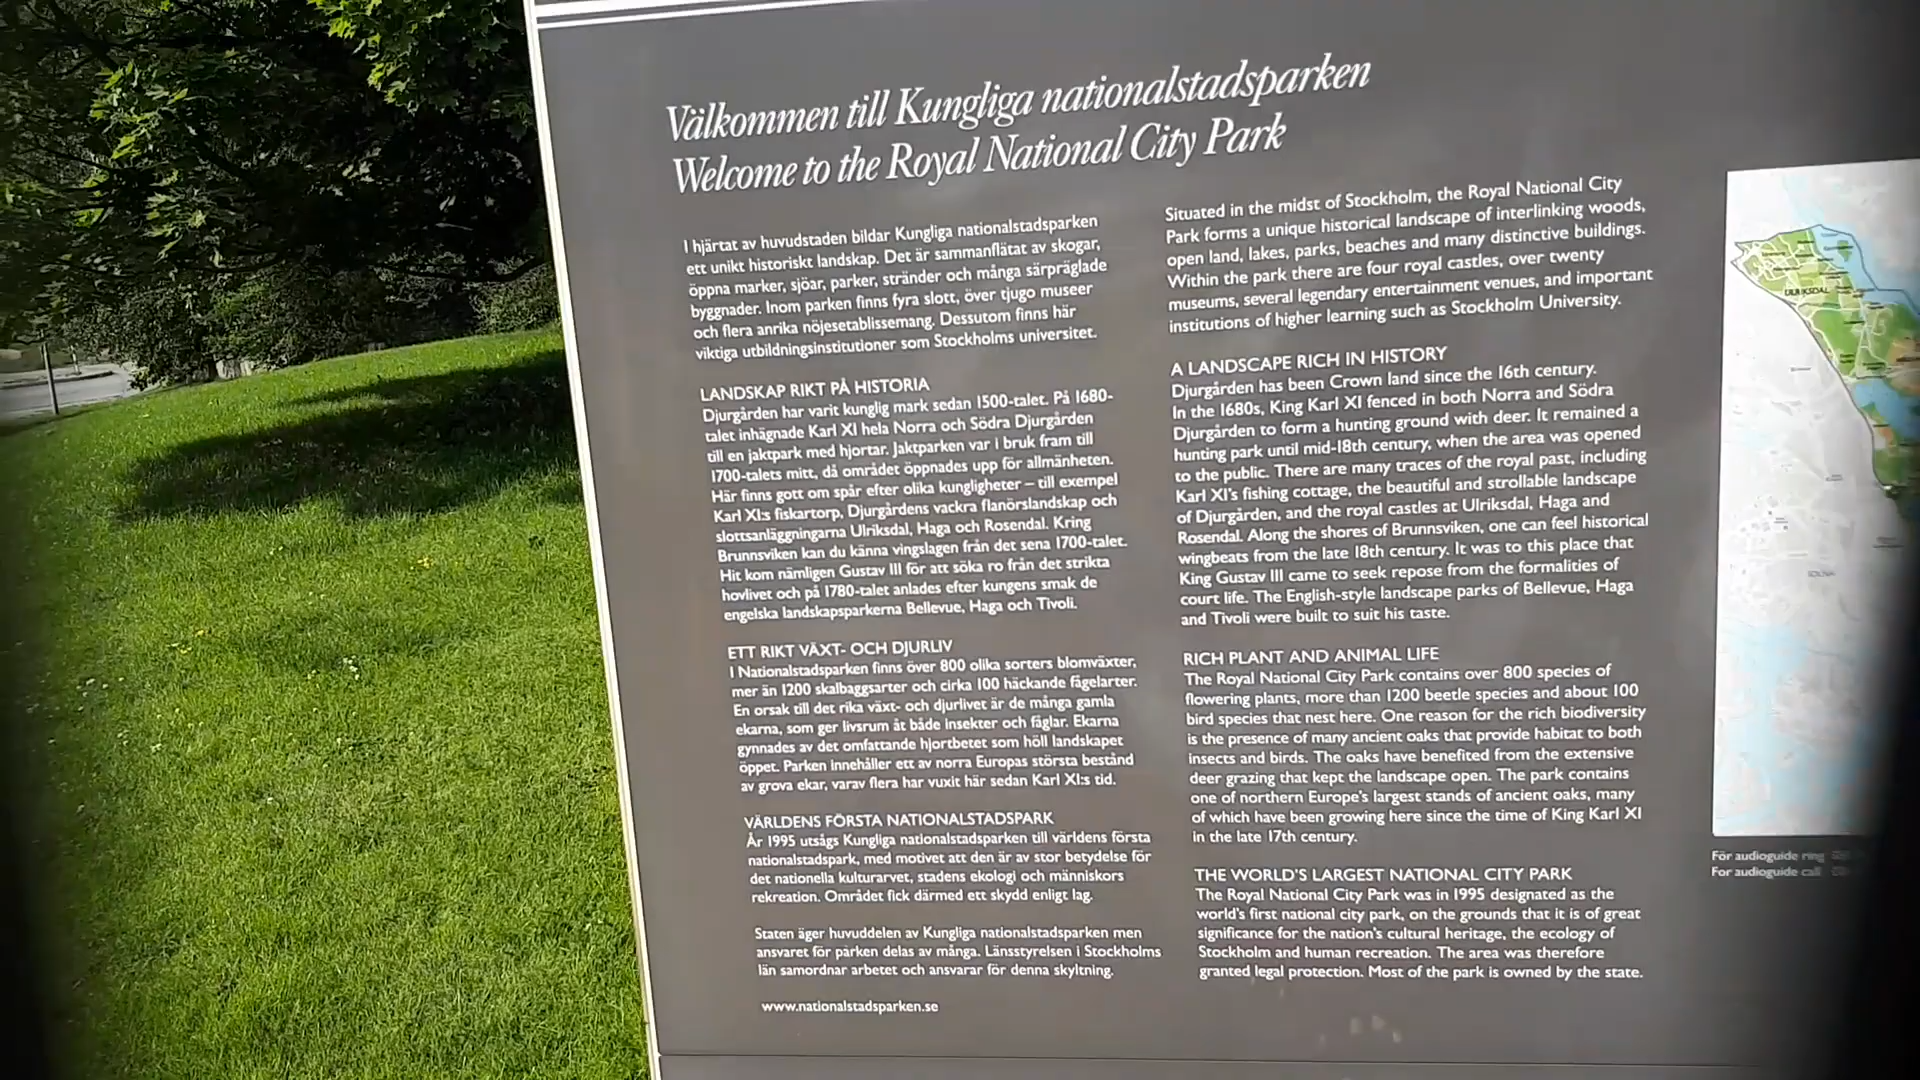 Välkommen till Kungliga nationalstadsparken
Welcome to the Royal National City Park
I hjärtat av huvudstaden bildar Kungliga nationalstadsparken
ett unikt historiskt landskap. Det är sammanflätat av skogar,
öppna marker, sjöar, parker, stränder och många särpräglade
byggnader. Inom parken finns fyra slott, över tjugo museer
och flera anrika nöjesetablissemang. Dessutom finns här
viktiga utbildningsinstitutioner som Stockholms universitet.
LANDSKAP RIKT PÅ HISTORIA
Djurgården har varit kunglig mark sedan 1500-talet. På 1680-
talet inhägnade Karl XI hela Norra och Södra Djurgården
till en jaktpark med hjortar. Jaktparken var i bruk fram till
1700-talets mitt, då området öppnades upp för allmänheten.
Här finns gott om spår efter olika kungligheter – till exempel
Karl XI:s fiskartorp, Djurgårdens vackra flanörslandskap och
slottsanläggningarna Ulriksdal, Haga och Rosendal. Kring
Brunnsviken kan du känna vingslagen från det sena 1700-talet.
Hit kom nämligen Gustav III för att söka ro från det strikta
hovlivet och på 1780-talet anlades efter kungens smak de
engelska landskapsparkerna Bellevue, Haga och Tivoli.
ETT RIKT VÄXT- OCH DJURLIV
I Nationalstadsparken finns över 800 olika sorters blomväxter,
mer än 1200 skalbaggsarter och cirka 100 häckande fågelarter.
En orsak till det rika växt- och djurlivet är de många gamla
ekarna, som ger livsrum åt både insekter och fåglar. Ekarna
gynnades av det omfattande hjortbetet som höll landskapet
öppet. Parken innehåller ett av norra Europas största bestånd
av grova ekar, varav flera har vuxit här sedan Karl XI:s tid.
VÄRLDENS FÖRSTA NATIONALSTADSPARK
År 1995 utsågs Kungliga nationalstadsparken till världens första
nationalstadspark, med motivet att den är av stor betydelse för
det nationella kulturarvet, stadens ekologi och människors
rekreation. Området fick därmed ett skydd enligt lag.
Staten äger huvuddelen av Kungliga nationalstadsparken men
ansvaret för parken delas av många. Länsstyrelsen i Stockholms
län samordnar arbetet och ansvarar för denna skyltning.
www.nationalstadsparken.se
Situated in the midst of Stockholm, the Royal National City
Park forms a unique historical landscape of interlinking woods,
open land, lakes, parks, beaches and many distinctive buildings.
Within the park there are four royal castles, over twenty
museums, several legendary entertainment venues, and important
institutions of higher learning such as Stockholm University.
A LANDSCAPE RICH IN HISTORY
Djurgården has been Crown land since the 16th century.
In the 1680s, King Karl XI fenced in both Norra and Södra
Djurgården to form a hunting ground with deer. It remained a
hunting park until mid-18th century, when the area was opened
to the public. There are many traces of the royal past, including
Karl XI's fishing cottage, the beautiful and strollable landscape
of Djurgården, and the royal castles at Ulriksdal, Haga and
Rosendal. Along the shores of Brunnsviken, one can feel historical
wingbeats from the late 18th century. It was to this place that
King Gustav III came to seek repose from the formalities of
court life. The English-style landscape parks of Bellevue, Haga
and Tivoli were built to suit his taste.
RICH PLANT AND ANIMAL LIFE
The Royal National City Park contains over 800 species of
flowering plants, more than 1200 beetle species and about 100
bird species that nest here. One reason for the rich biodiversity
is the presence of many ancient oaks that provide habitat to both
insects and birds. The oaks have benefited from the extensive
deer grazing that kept the landscape open. The park contains
one of northern Europe's largest stands of ancient oaks, many
of which have been growing here since the time of King Karl XI
in the late 17th century.
THE WORLD'S LARGEST NATIONAL CITY PARK
The Royal National City Park was in 1995 designated as the
world's first national city park, on the grounds that it is of great
significance for the nation's cultural heritage, the ecology of
Stockholm and human recreation. The area was therefore
granted legal protection. Most of the park is owned by the state.
ULRIKSDAL
SOLNA
För audioguide ring
For audioguide call